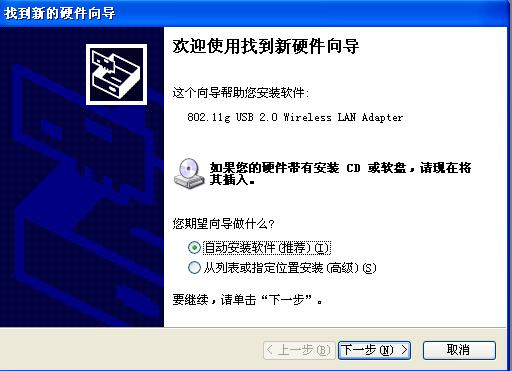 找到新的硬件向导
欢迎使用找到新硬件向导
这个向导帮助您安装软件:
802.11g USB 2.0 Wireless LAN Adapter
如果您的硬件带有安装 CD 或软盘，请现在将
其插入。
您期望向导做什么?
自动安装软件(推荐)(I)
从列表或指定位置安装(高级)(S)
要继续，请单击“下一步”。
< 上一步(B) 下一步(N) > 取消